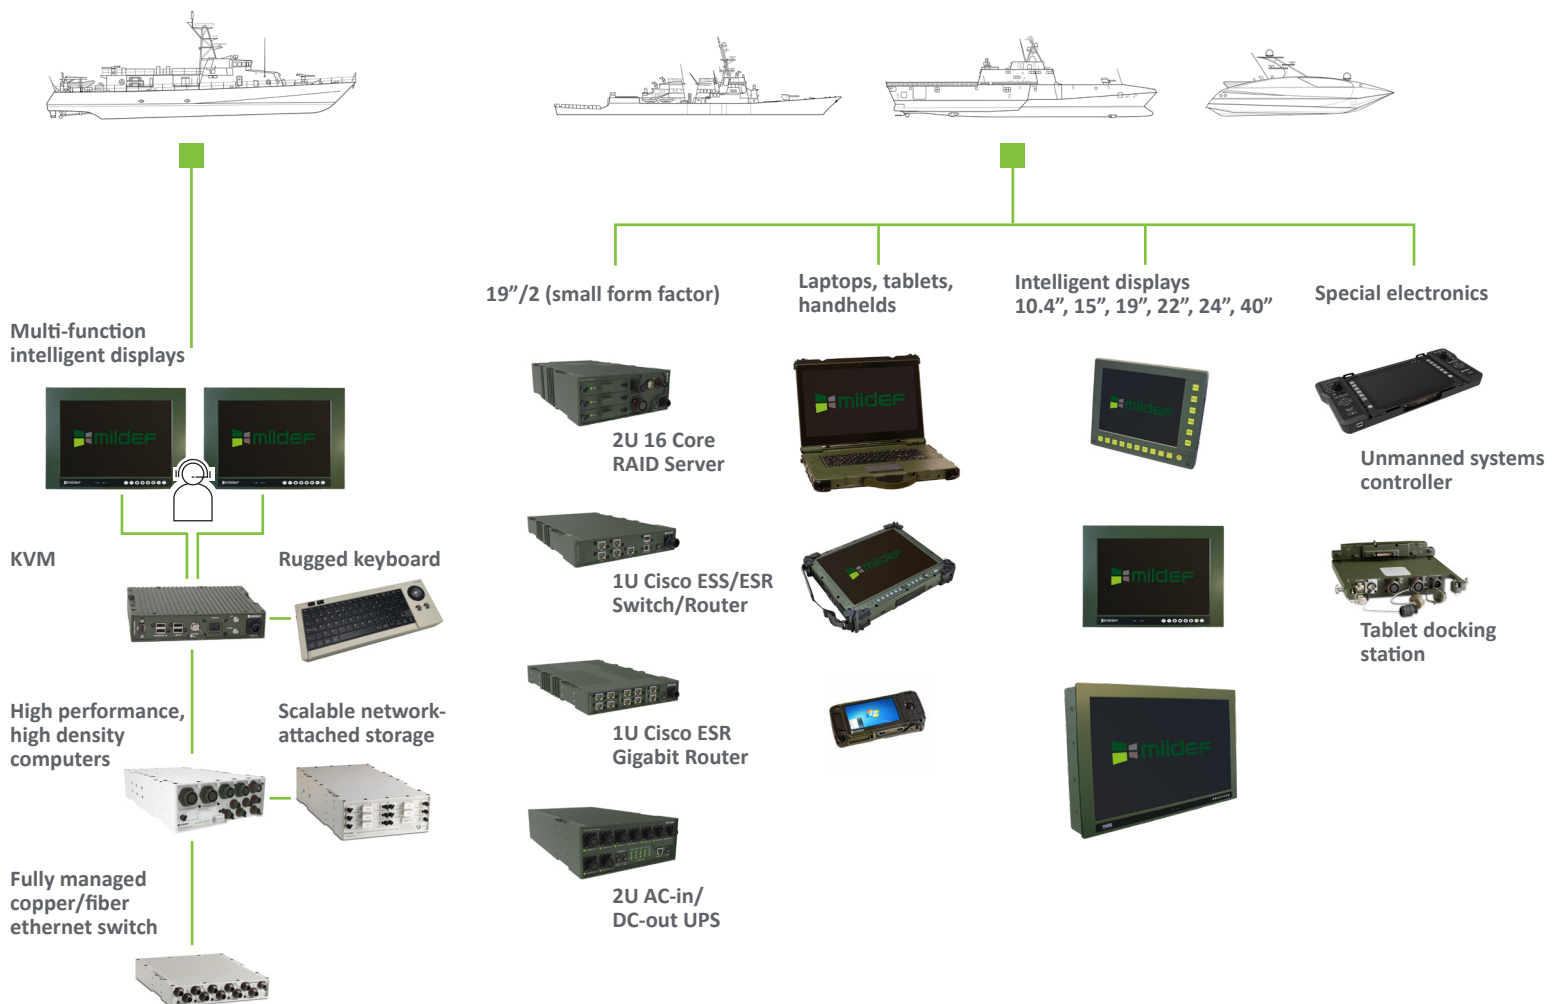 19”/2 (small form factor)
Laptops, tablets,
handhelds
Intelligent displays
10.4”, 15”, 19”, 22”, 24”, 40”
Special electronics
Multi-function
intelligent displays
mildef
mildef
KVM
Rugged keyboard
High performance,
high density
computers
Scalable network-
attached storage
Fully managed
copper/fiber
ethernet switch
2U 16 Core
RAID Server
1U Cisco ESS/ESR
Switch/Router
1U Cisco ESR
Gigabit Router
2U AC-in/
DC-out UPS
mildef
mildef
mildef
mildef
mildef
Unmanned systems
controller
Tablet docking
station